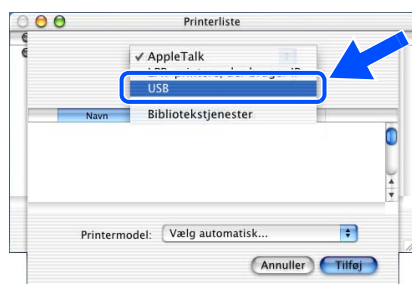 Printerliste
✓ AppleTalk
USB
Bibliotekstjenester
Navn
Printermodel: Vælg automatisk...
Annuller Tilføj